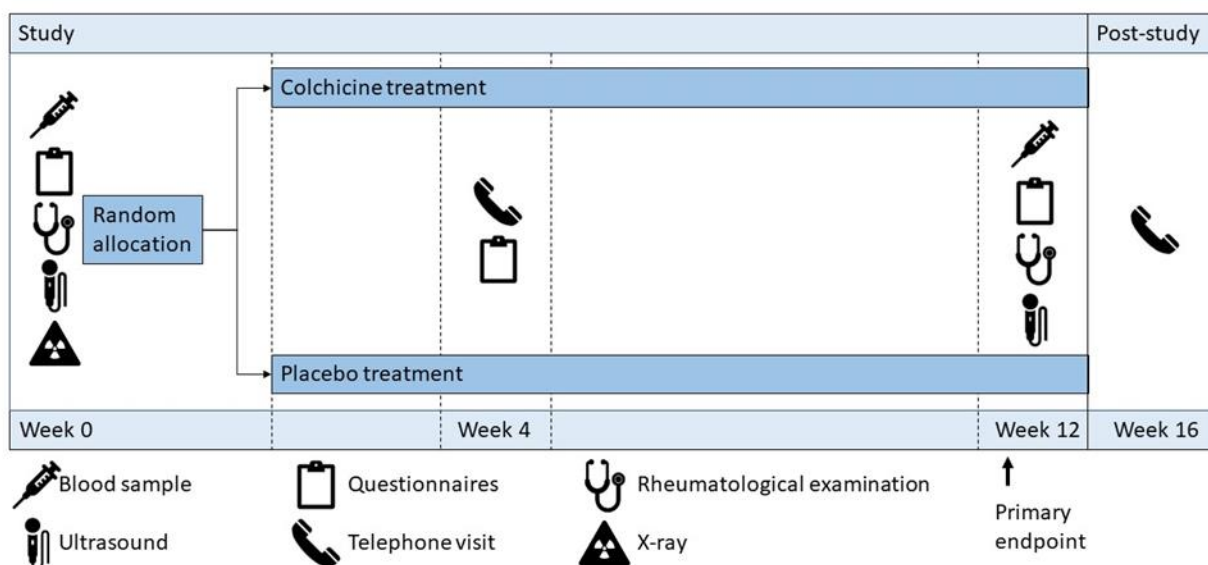 Study
Post-study
Colchicine treatment
Random
allocation
Placebo treatment
Week 0
Week 4
Week 12
Week 16
Blood sample
Questionnaires
Rheumatological examination
Ultrasound
Telephone visit
X-ray
Primary
endpoint